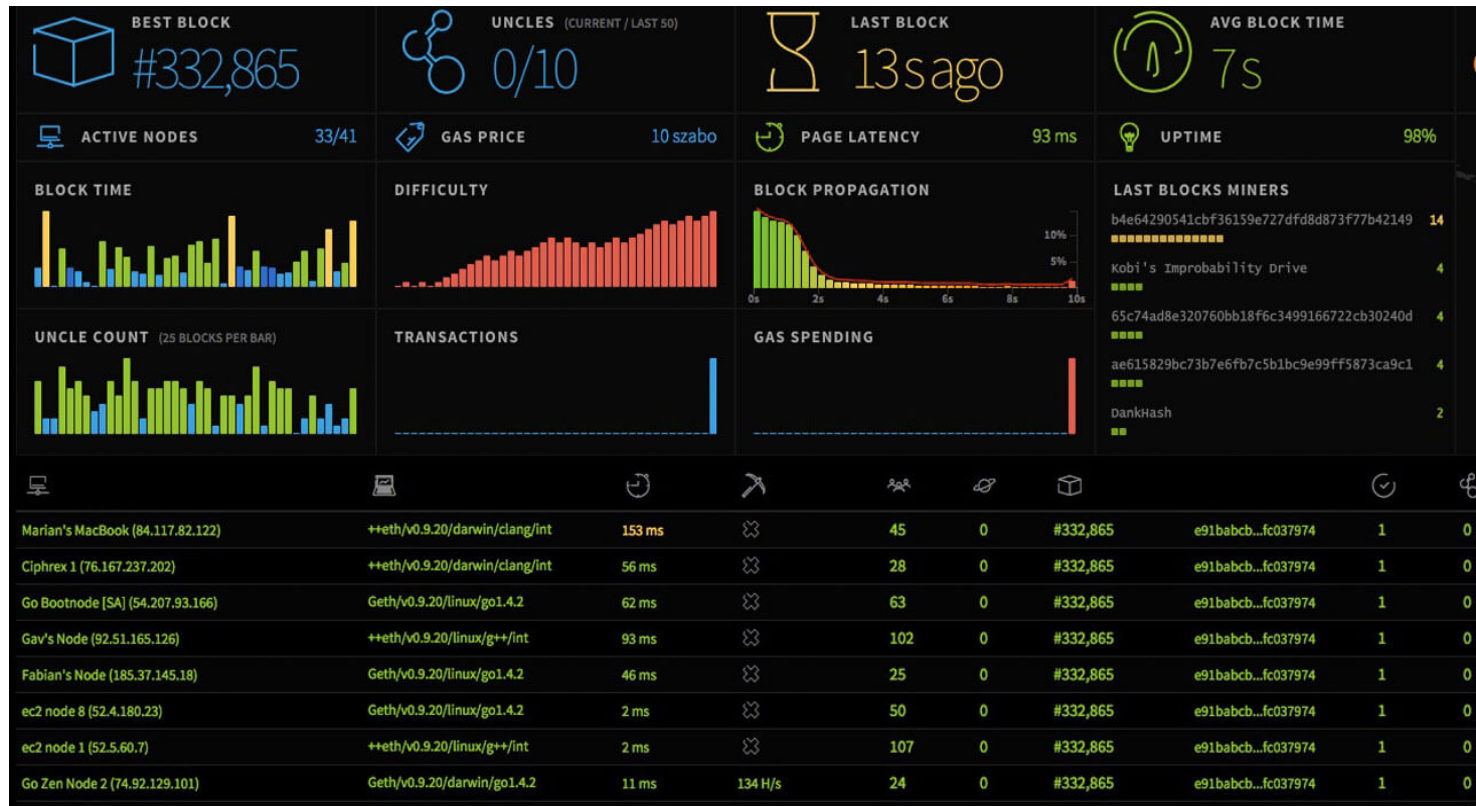 BEST BLOCK
#332,865
UNCLES (CURRENT / LAST 50)
0/10
LAST BLOCK
13s ago
AVG BLOCK TIME
7s
ACTIVE NODES 33/41
GAS PRICE 10 szabo
PAGE LATENCY 93 ms
UPTIME 98%
BLOCK TIME
DIFFICULTY
BLOCK PROPAGATION
10%
5%
0s 2s 4s 6s 8s 10s
LAST BLOCKS MINERS
b4e64290541cbf36159e727dfd8d873f77b42149 14
Kobi's Improbability Drive 4
65c74ad8e320760bb18f6c3499166722cb30240d 4
ae615829bc73b7e6fb7c5b1bc9e99ff5873ca9c1 4
DankHash 2
UNCLE COUNT (25 BLOCKS PER BAR)
TRANSACTIONS
GAS SPENDING
Marian's MacBook (84.117.82.122) ++eth/v0.9.20/darwin/clang/int 153 ms 45 0 #332,865 e91babcb...fc037974 1 0
Ciphrex 1 (76.167.237.202) ++eth/v0.9.20/darwin/clang/int 56 ms 28 0 #332,865 e91babcb...fc037974 1 0
Go Bootnode [SA] (54.207.93.166) Geth/v0.9.20/linux/go1.4.2 62 ms 63 0 #332,865 e91babcb...fc037974 1 0
Gav's Node (92.51.165.126) ++eth/v0.9.20/linux/g++/int 93 ms 102 0 #332,865 e91babcb...fc037974 1 0
Fabian's Node (185.37.145.18) Geth/v0.9.20/linux/go1.4.2 46 ms 25 0 #332,865 e91babcb...fc037974 1 0
ec2 node 8 (52.4.180.23) Geth/v0.9.20/linux/go1.4.2 2 ms 50 0 #332,865 e91babcb...fc037974 1 0
ec2 node 1 (52.5.60.7) ++eth/v0.9.20/linux/g++/int 2 ms 107 0 #332,865 e91babcb...fc037974 1 0
Go Zen Node 2 (74.92.129.101) Geth/v0.9.20/darwin/go1.4.2 11 ms 134 H/s 24 0 #332,865 e91babcb...fc037974 1 0